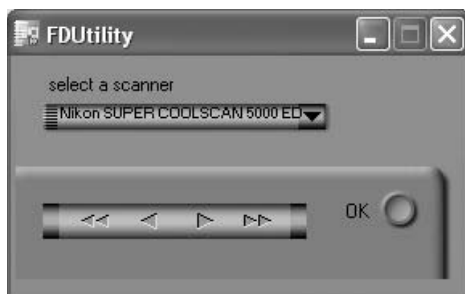 FDUtility
select a scanner
Nikon SUPER COOLSCAN 5000 ED
OK